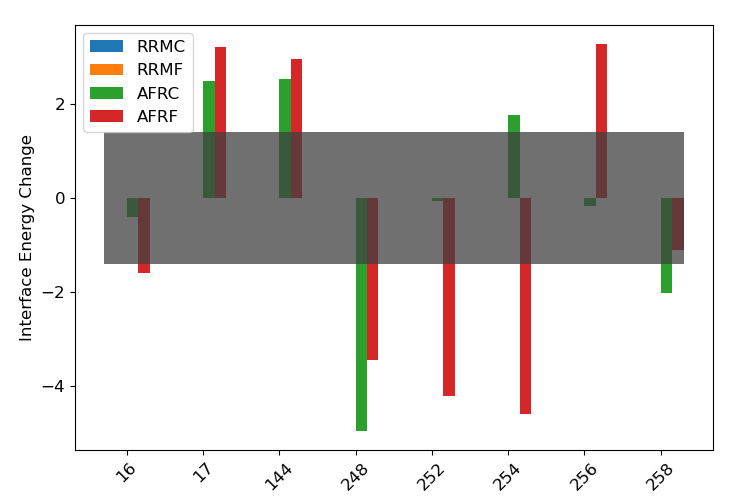 RRMC
RRMF
AFRC
AFRF
Interface Energy Change
2
0
−2
−4
16
17
144
248
252
254
256
258